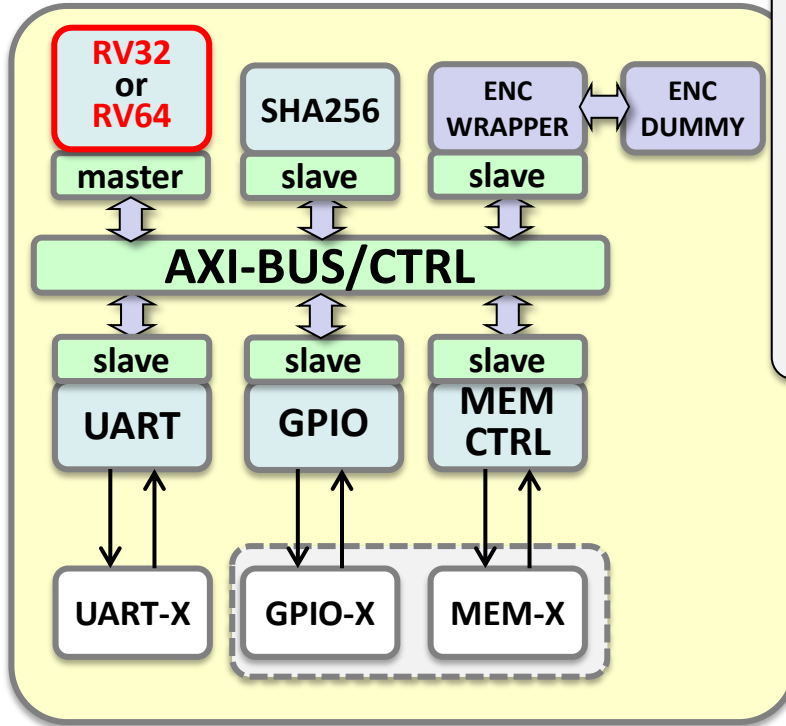 RV32
or
RV64
SHA256
ENC
WRAPPER
ENC
DUMMY
master
slave
slave
AXI-BUS/CTRL
slave
slave
slave
UART
GPIO
MEM
CTRL
UART-X
GPIO-X
MEM-X